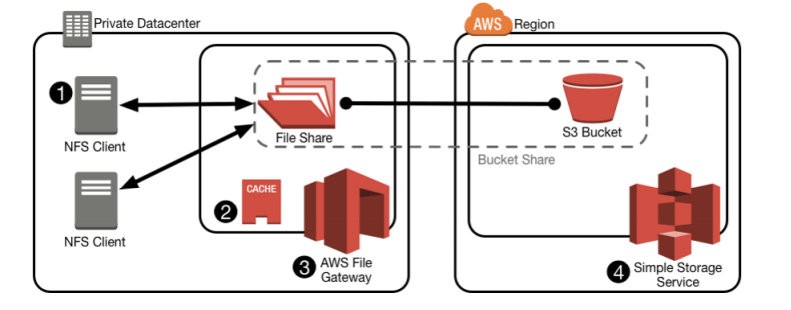 Private Datacenter
AWS
Region
1
NFS Client
File Share
S3 Bucket
Bucket Share
NFS Client
2
CACHE
3
AWS File
Gateway
4
Simple Storage
Service